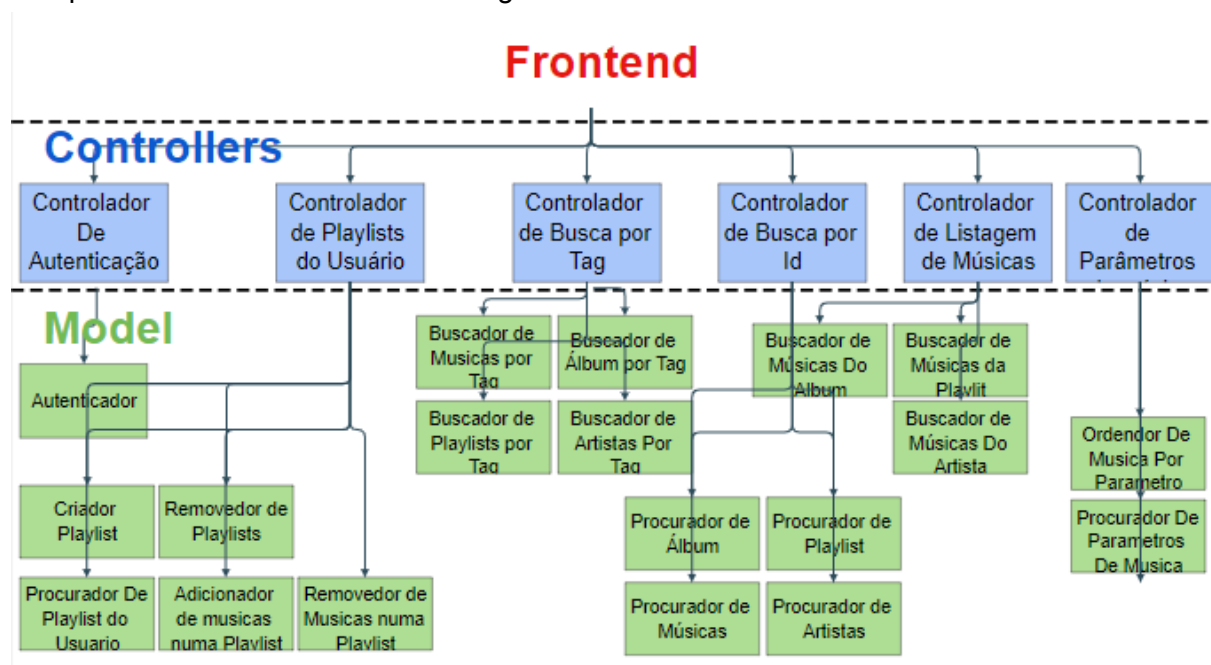 Frontend
Controllers
Controlador
De
Autenticação
Controlador
de Playlists
do Usuário
Controlador
de Busca por
Tag
Controlador
de Busca por
Id
Controlador
de Listagem
de Músicas
Controlador
de
Parâmetros
Model
Autenticador
Criador
Playlist
Removedor de
Playlists
Procurador De
Playlist do
Usuario
Adicionador
de musicas
numa Playlist
Removedor de
Musicas numa
Playlist
Buscador de
Musicas por
Tag
Buscador de
Álbum por Tag
Buscador de
Playlists por
Tag
Buscador de
Artistas Por
Tag
Buscador de
Músicas Do
Álbum
Buscador de
Músicas da
Playlit
Buscador de
Músicas Do
Artista
Procurador de
Álbum
Procurador de
Playlist
Procurador de
Músicas
Procurador de
Artistas
Ordendor De
Musica Por
Parametro
Procurador De
Parametros
De Musica